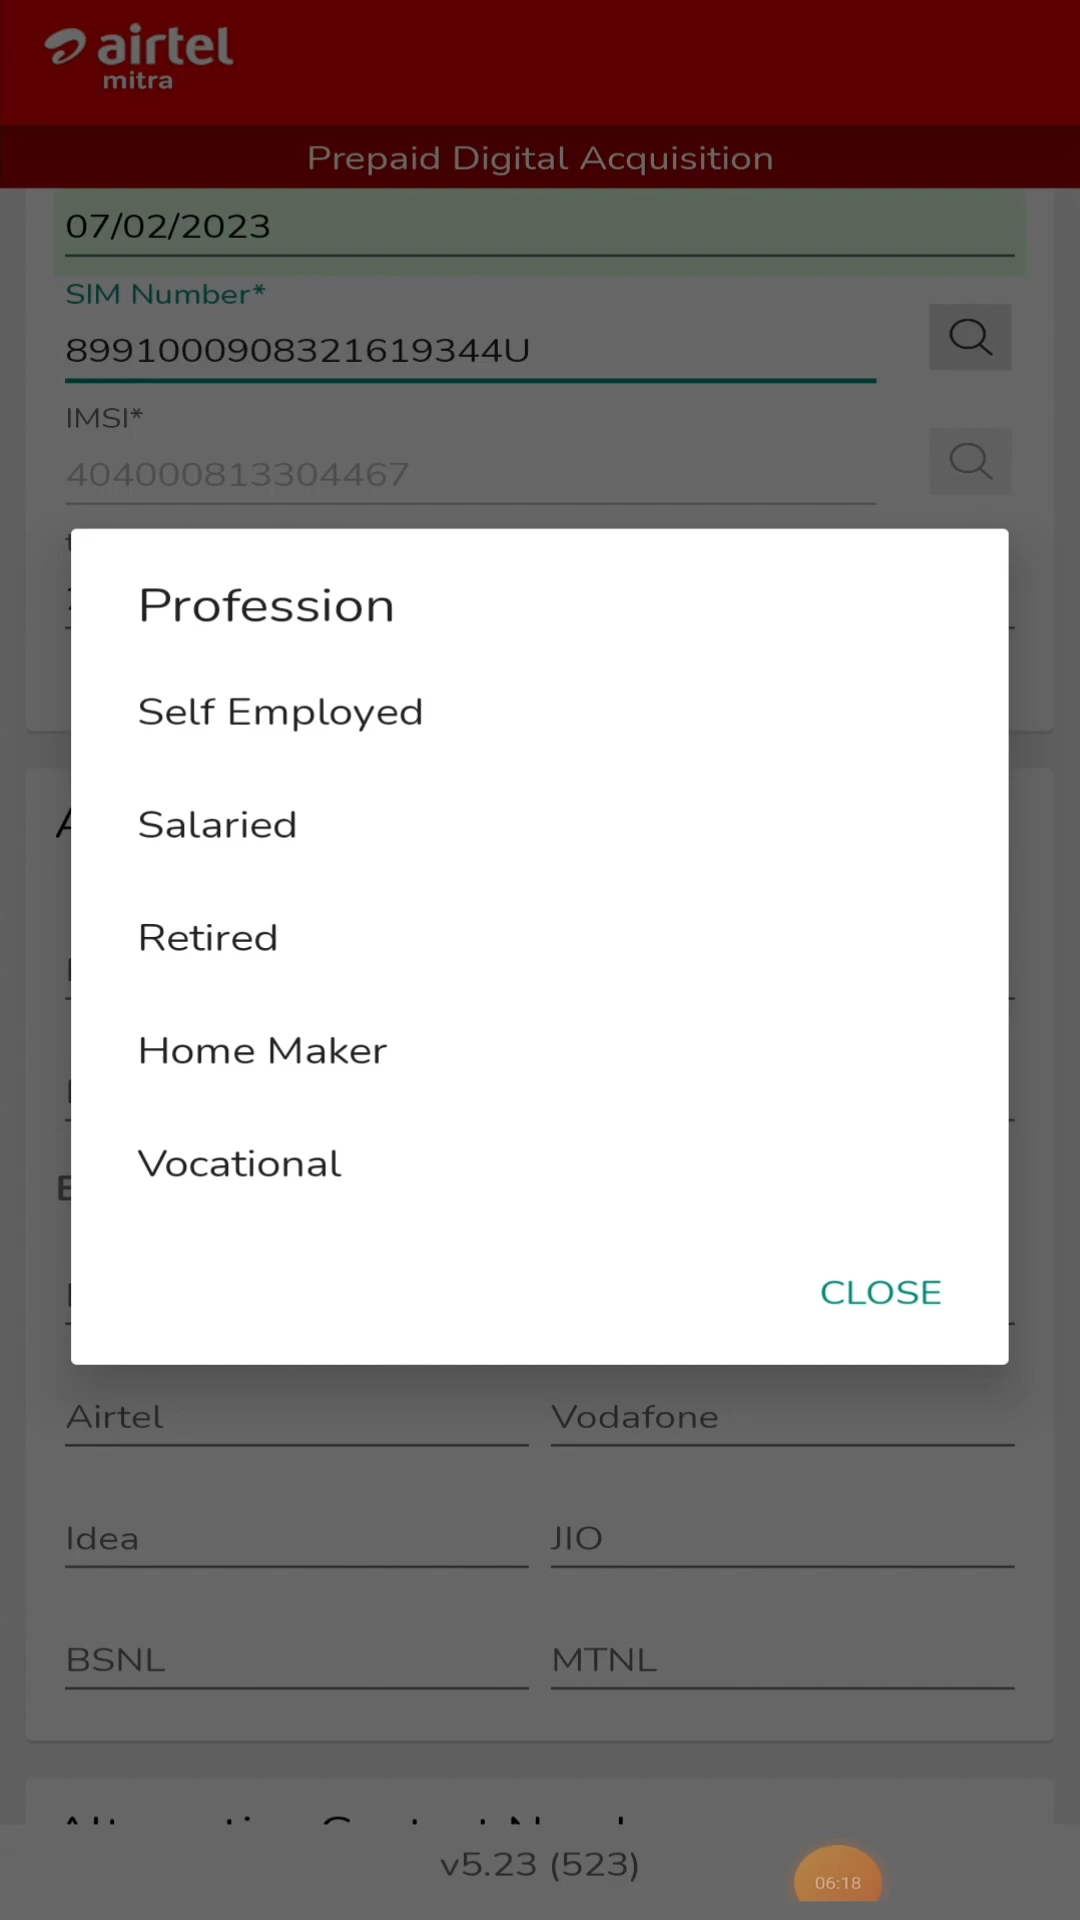 airtel
mitra
Prepaid Digital Acquisition
07/02/2023
SIM Number*
8991000908321619344U
IMSI*
404000813304467
Profession
Self Employed
Salaried
Retired
Home Maker
Vocational
CLOSE
Airtel Vodafone
Idea JIO
BSNL MTNL
v5.23 (523)
06:18